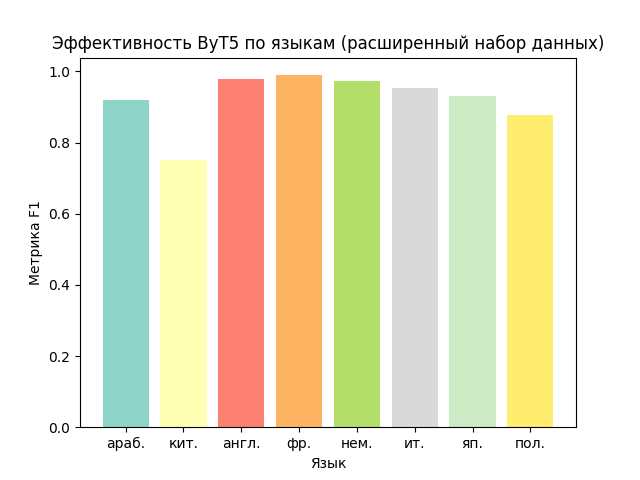 Эффективность ByT5 по языкам (расширенный набор данных)
Метрика F1
1.0
0.8
0.6
0.4
0.2
0.0
араб. кит. англ. фр. нем. ит. яп. пол.
Язык